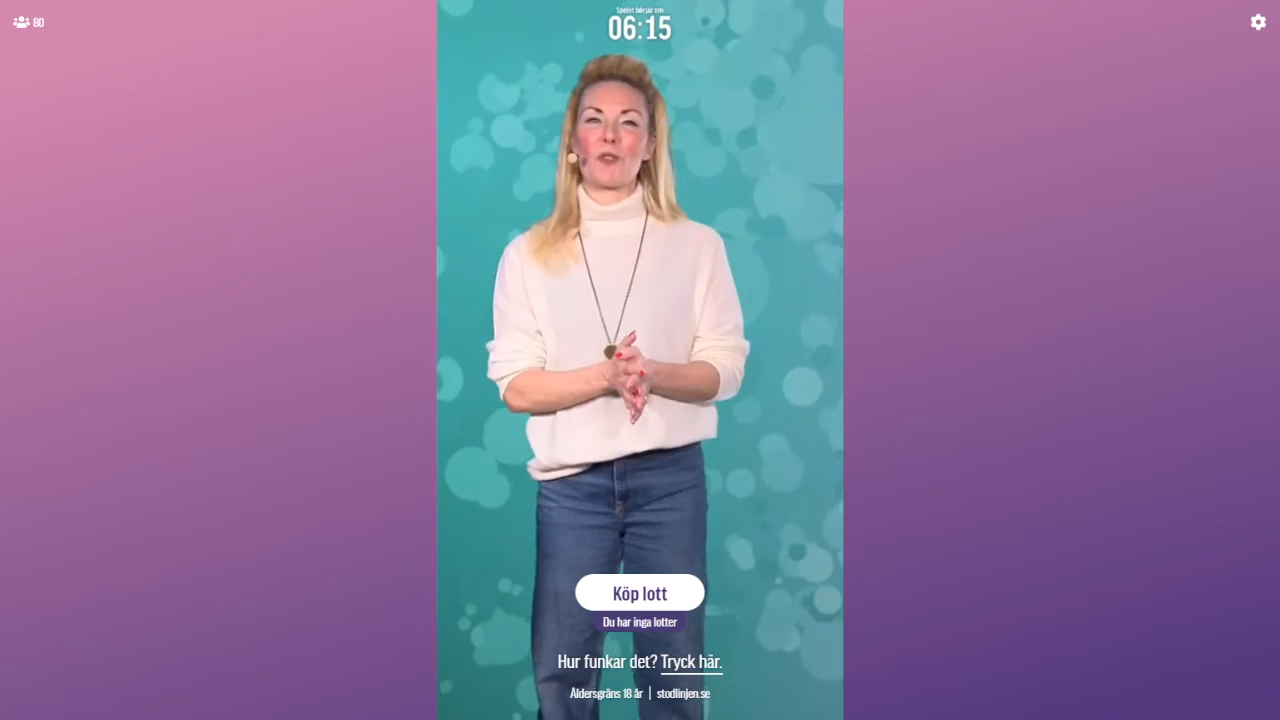 80
Spelet börjar om
06:15
Köp lott
Du har inga lotter
Hur funkar det? Tryck här.
Åldersgräns 18 år | stodlinjen.se